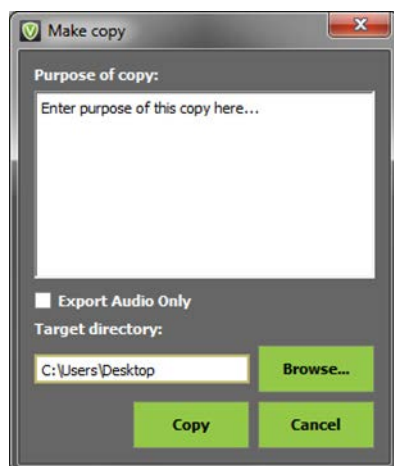 Make copy
Purpose of copy:
Enter purpose of this copy here...
Export Audio Only
Target directory:
C:\Users\Desktop
Browse...
Copy
Cancel